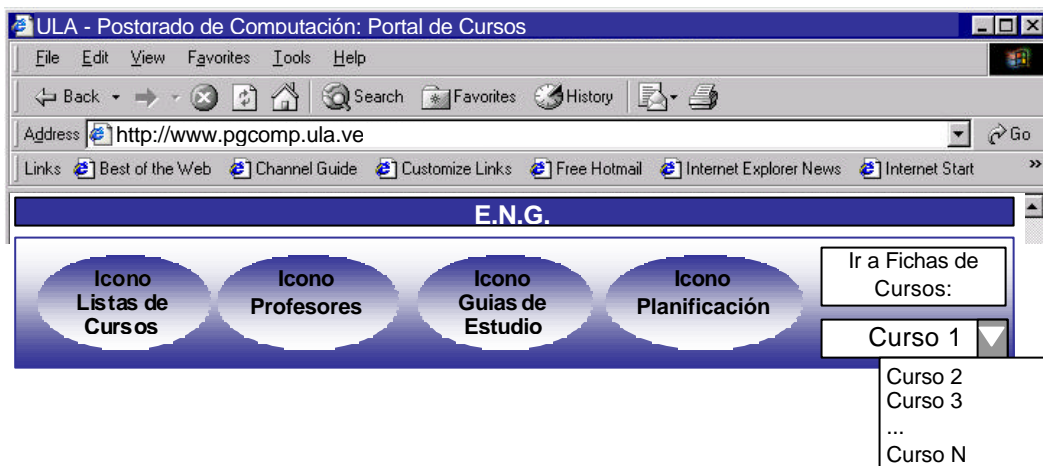 ULA - Postgrado de Computación: Portal de Cursos
File Edit View Favorites Tools Help
Back Search Favorites History
Address http://www.pgcomp.ula.ve Go
Links Best of the Web Channel Guide Customize Links Free Hotmail Internet Explorer News Internet Start »
E.N.G.
Icono
Listas de
Cursos
Icono
Profesores
Icono
Guias de
Estudio
Icono
Planificación
Ir a Fichas de
Cursos:
Curso 1
Curso 2
Curso 3
...
Curso N